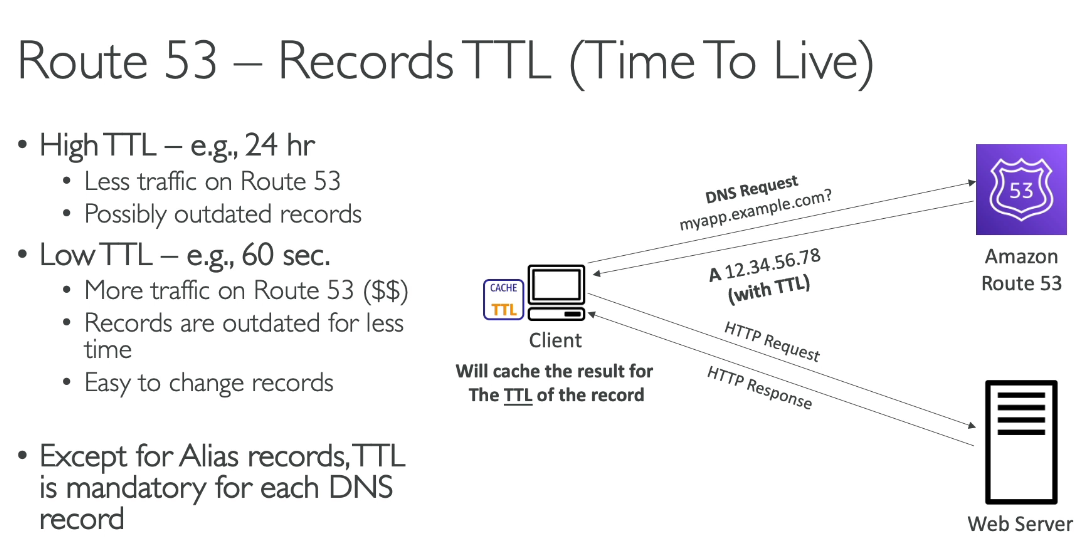 Route 53 – Records TTL (Time To Live)
• High TTL – e.g., 24 hr
• Less traffic on Route 53
• Possibly outdated records
• Low TTL – e.g., 60 sec.
• More traffic on Route 53 ($$)
• Records are outdated for less
time
• Easy to change records
• Except for Alias records, TTL
is mandatory for each DNS
record
DNS Request
myapp.example.com?
53
Amazon
Route 53
A 12.34.56.78
(with TTL)
CACHE
TTL
Client
Will cache the result for
The TTL of the record
HTTP Request
HTTP Response
Web Server